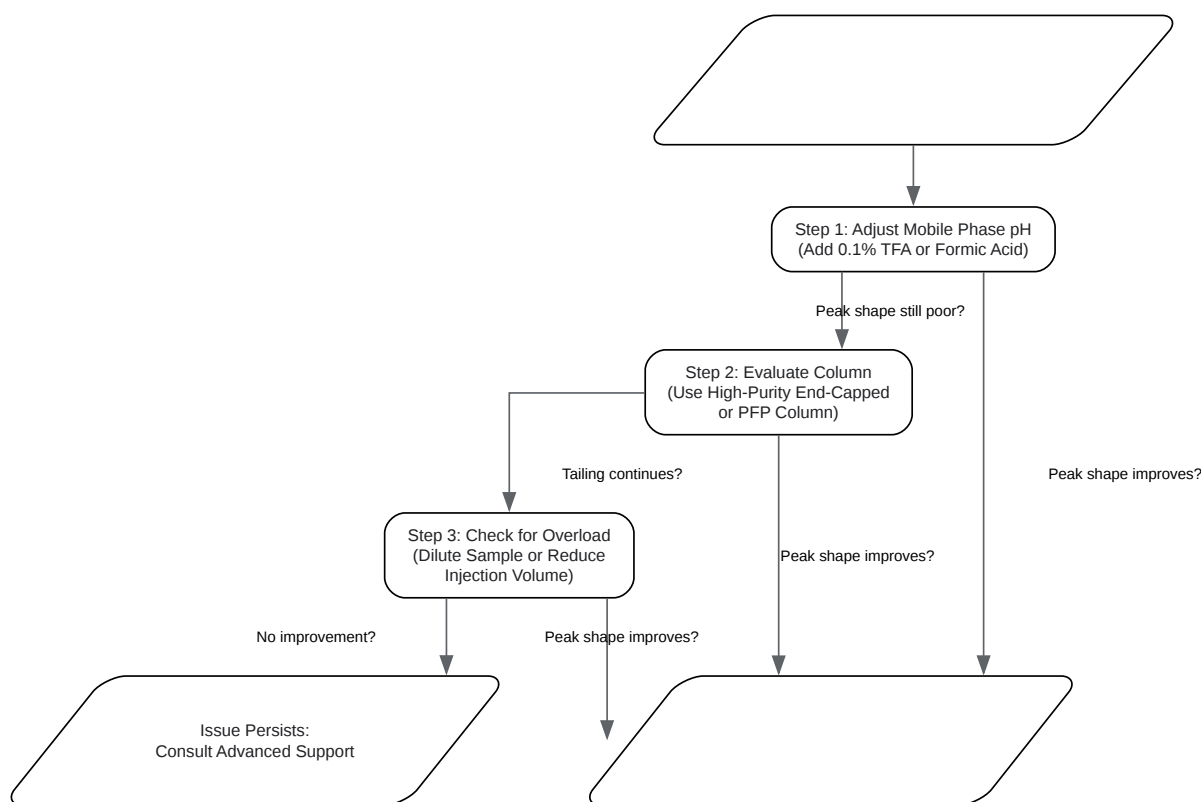 Step 1: Adjust Mobile Phase pH
(Add 0.1% TFA or Formic Acid)
Peak shape still poor?
Step 2: Evaluate Column
(Use High-Purity End-Capped
or PFP Column)
Tailing continues?
Peak shape improves?
Step 3: Check for Overload
(Dilute Sample or Reduce
Injection Volume)
Peak shape improves?
No improvement?
Peak shape improves?
Issue Persists:
Consult Advanced Support